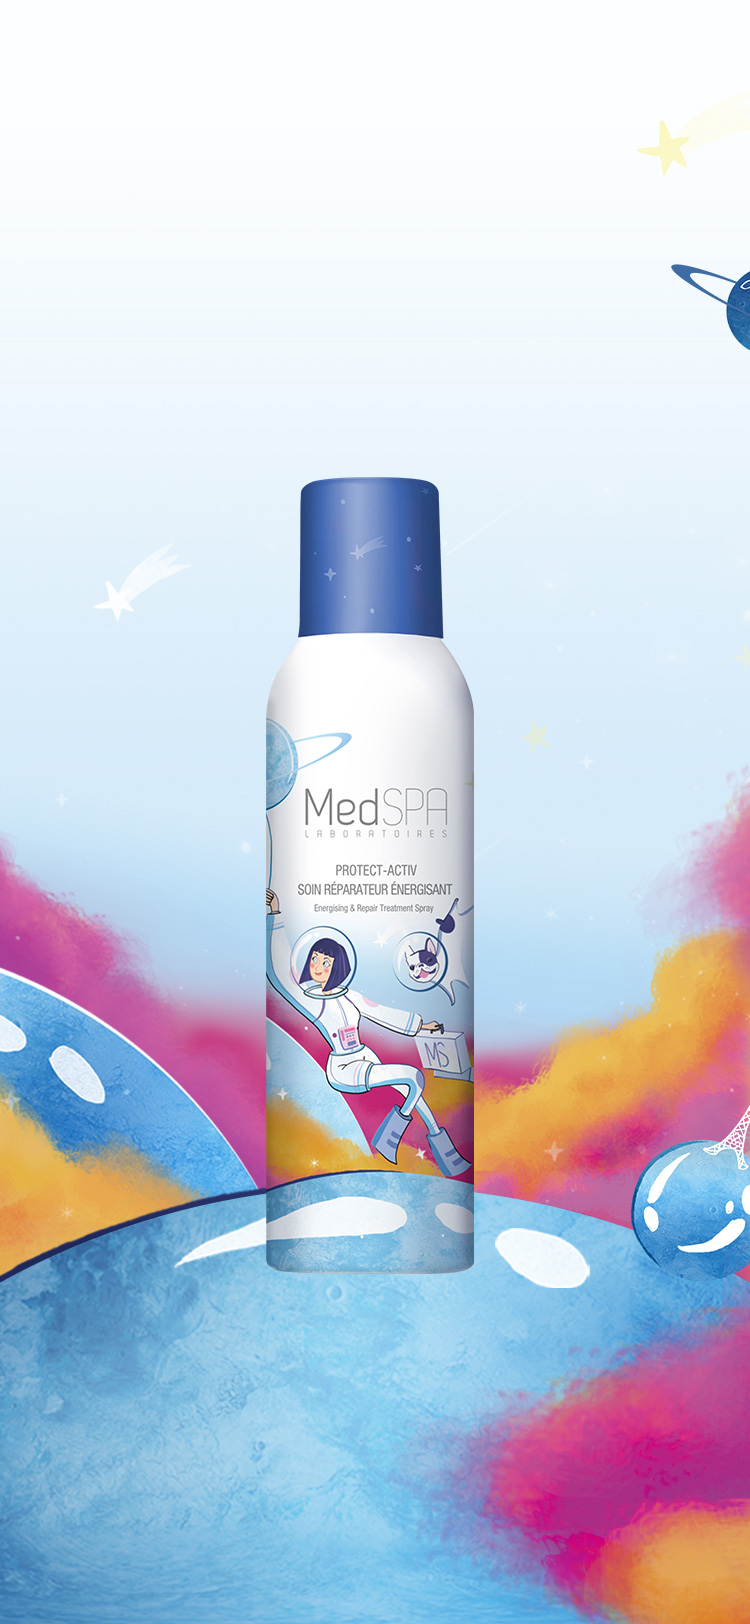 MedSPA
LABORATOIRES
PROTECT-ACTIV
SOIN RÉPARATEUR ÉNERGISANT
Energising & Repair Treatment Spray
MS